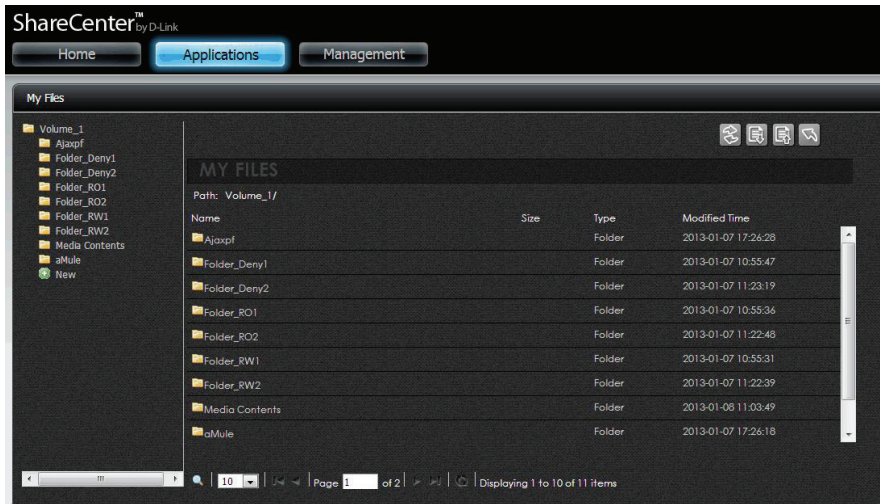 ShareCenter™ by D-Link
Home Applications Management
My Files
Volume_1
Ajaxpf
Folder_Deny1
Folder_Deny2
Folder_RO1
Folder_RO2
Folder_RW1
Folder_RW2
Media Contents
aMule
New
MY FILES
Path: Volume_1/
Name Size Type Modified Time
Ajaxpf Folder 2013-01-07 17:26:28
Folder_Deny1 Folder 2013-01-07 10:55:47
Folder_Deny2 Folder 2013-01-07 11:23:19
Folder_RO1 Folder 2013-01-07 10:55:36
Folder_RO2 Folder 2013-01-07 11:22:48
Folder_RW1 Folder 2013-01-07 10:55:31
Folder_RW2 Folder 2013-01-07 11:22:39
Media Contents Folder 2013-01-08 11:03:49
aMule Folder 2013-01-07 17:26:18
10 Page 1 of 2 Displaying 1 to 10 of 11 items